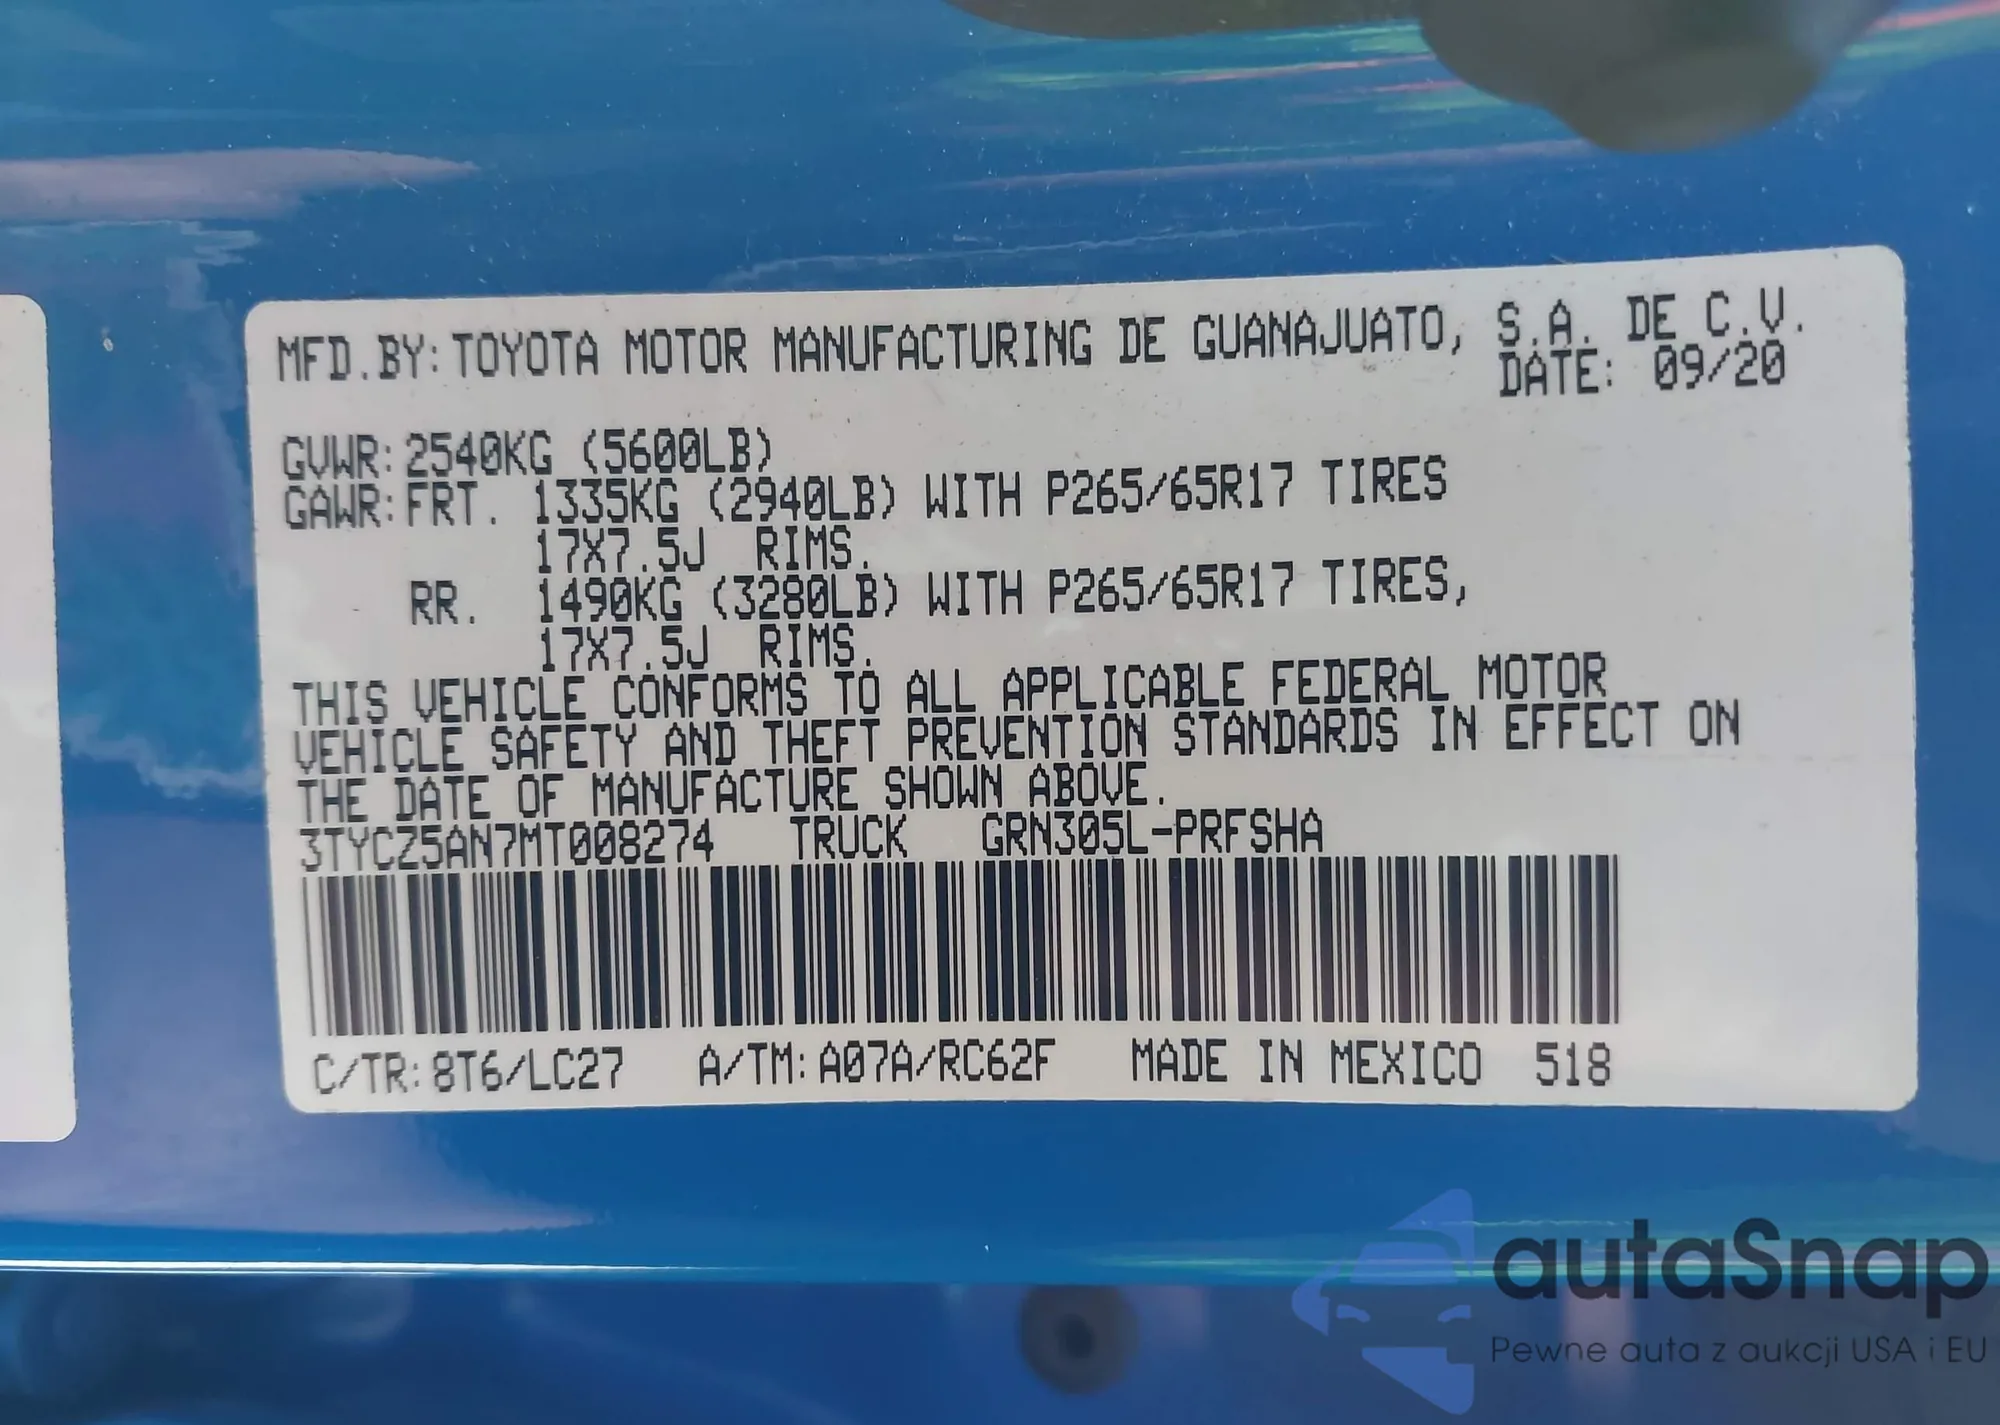 MFD.BY: TOYOTA MOTOR MANUFACTURING DE GUANAJUATO, S.A. DE C.V.
DATE: 09/20
GVWR: 2540KG (5600LB)
GAWR: FRT. 1335KG (2940LB) WITH P265/65R17 TIRES
17X7.5J RIMS.
RR. 1490KG (3280LB) WITH P265/65R17 TIRES,
17X7.5J RIMS.
THIS VEHICLE CONFORMS TO ALL APPLICABLE FEDERAL MOTOR
VEHICLE SAFETY AND THEFT PREVENTION STANDARDS IN EFFECT ON
THE DATE OF MANUFACTURE SHOWN ABOVE.
3TYCZ5AN7MT008274 TRUCK GRN305L-PRFSHA
C/TR: 8T6/LC27 A/TM: A07A/RC62F MADE IN MEXICO 518
autaSnap
Pewne auta z aukcji USA i EU